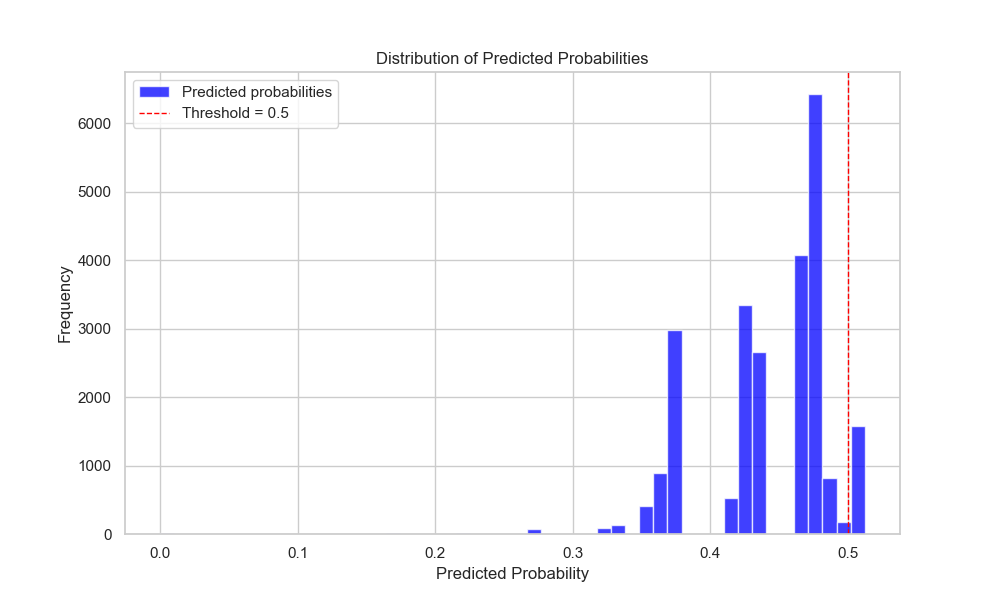 Distribution of Predicted Probabilities
Predicted probabilities
Threshold = 0.5
Frequency
6000
5000
4000
3000
2000
1000
0
0.0 0.1 0.2 0.3 0.4 0.5
Predicted Probability